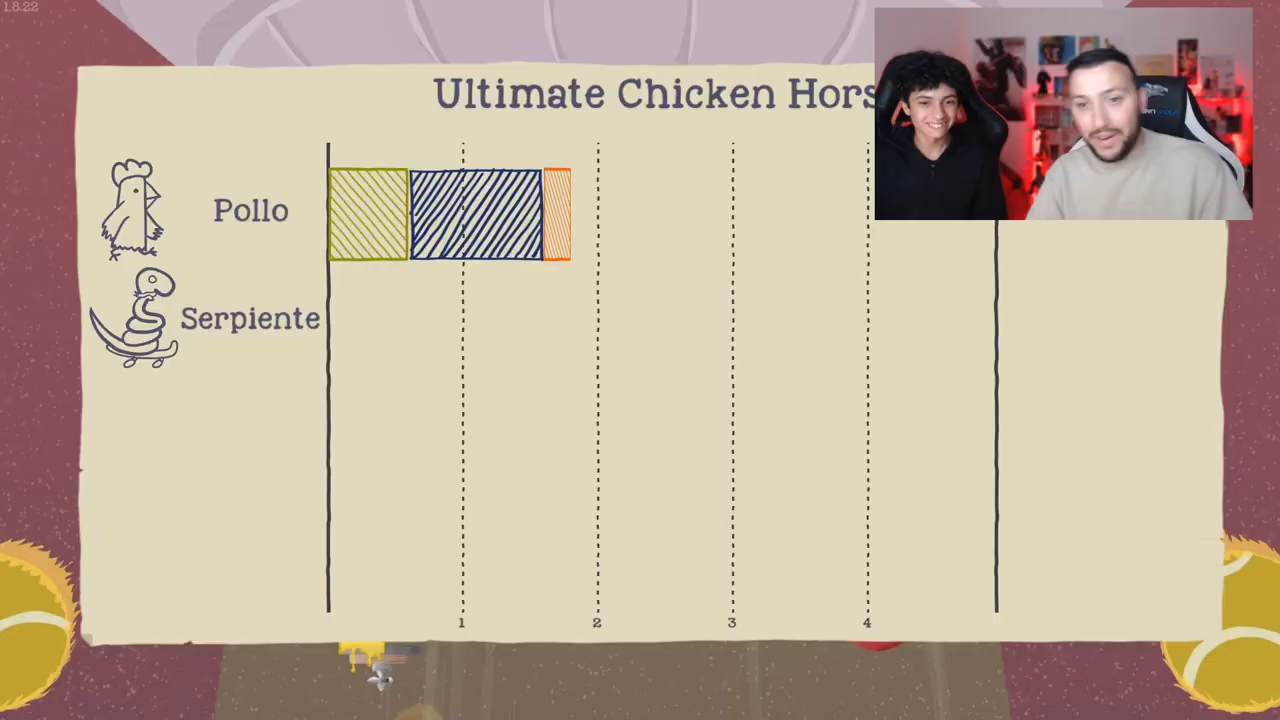 1.8.22
Ultimate Chicken Hors
Pollo
Serpiente
1 2 3 4